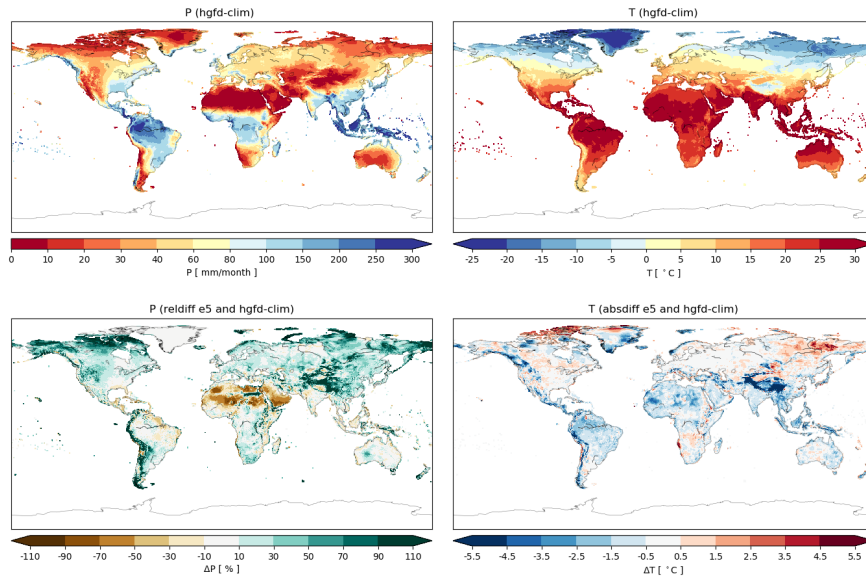 P (hgfd-clim)
T (hgfd-clim)
0 10 20 30 40 60 80 100 150 200 250 300
P [ mm/month ]
-25 -20 -15 -10 -5 0 5 10 15 20 25 30
T [ °C ]
P (reldiff e5 and hgfd-clim)
T (absdiff e5 and hgfd-clim)
-110 -90 -70 -50 -30 -10 10 30 50 70 90 110
ΔP [ % ]
-5.5 -4.5 -3.5 -2.5 -1.5 -0.5 0.5 1.5 2.5 3.5 4.5 5.5
ΔT [ °C ]